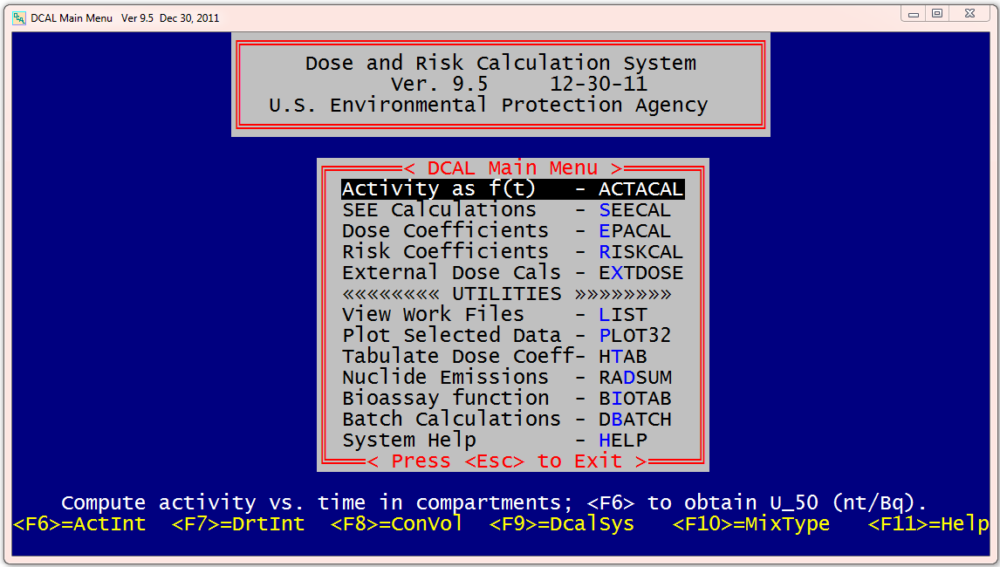 DCAL Main Menu   Ver 9.5  Dec 30, 2011
Dose and Risk Calculation System
Ver. 9.5     12-30-11
U.S. Environmental Protection Agency
< DCAL Main Menu >
Activity as f(t)   - ACTACAL
SEE Calculations   - SEECAL
Dose Coefficients  - EPACAL
Risk Coefficients  - RISKCAL
External Dose Cals - EXTDOSE
«««««««« UTILITIES »»»»»»»»
View Work Files    - LIST
Plot Selected Data - PLOT32
Tabulate Dose Coeff- HTAB
Nuclide Emissions  - RADSUM
Bioassay function  - BIOTAB
Batch Calculations - DBATCH
System Help        - HELP
< Press <Esc> to Exit >
Compute activity vs. time in compartments; <F6> to obtain U_50 (nt/Bq).
<F6>=ActInt  <F7>=DrtInt  <F8>=ConVol  <F9>=DcalSys   <F10>=MixType   <F11>=Help